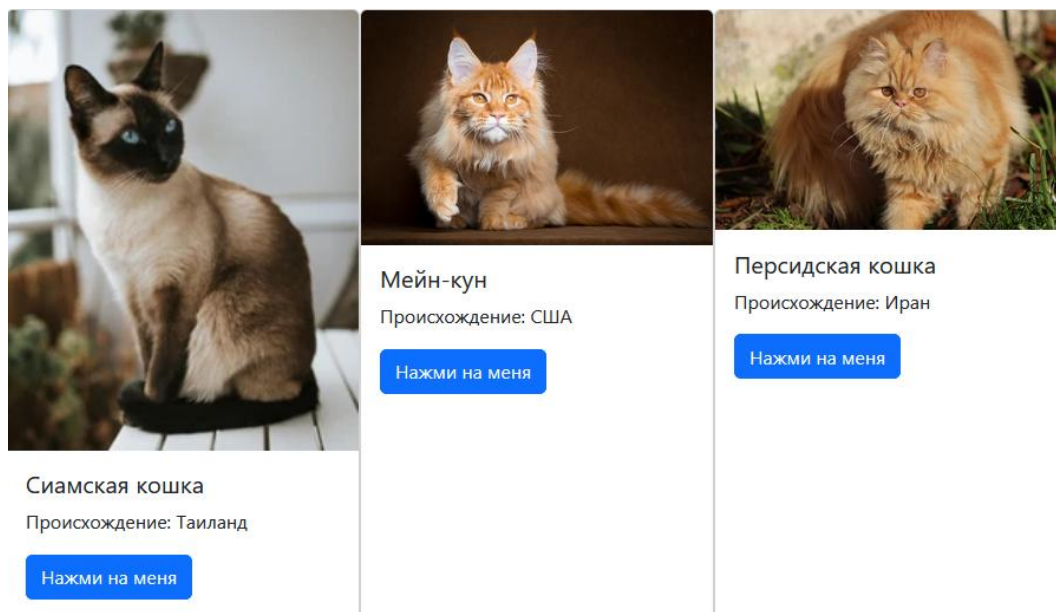 Сиамская кошка
Происхождение: Таиланд
Нажми на меня
Мейн-кун
Происхождение: США
Нажми на меня
Персидская кошка
Происхождение: Иран
Нажми на меня